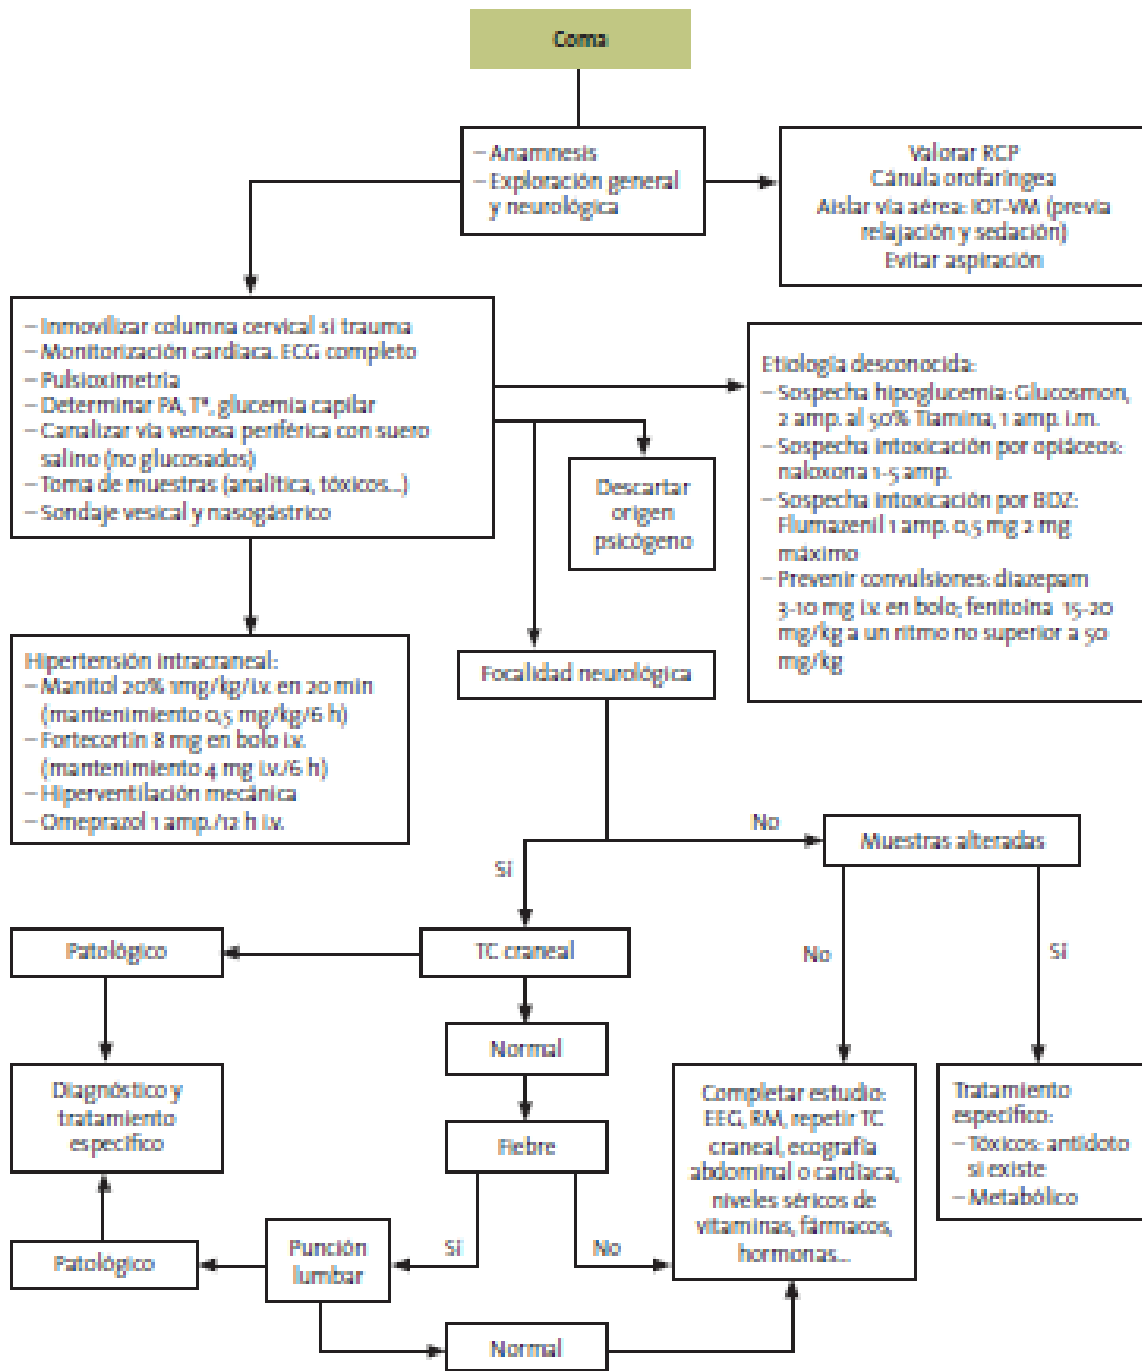 Coma
– Anamnesis
– Exploración general
y neurológica
Valorar RCP
Cánula orofaríngea
Aislar vía aérea: IOT-VM (previa
relajación y sedación)
Evitar aspiración
– Inmovilizar columna cervical si trauma
– Monitorización cardiaca. ECG completo
– Pulsioximetría
– Determinar PA, Tª, glucemia capilar
– Canalizar vía venosa periférica con suero
salino (no glucosados)
– Toma de muestras (analítica, tóxicos...)
– Sondaje vesical y nasogástrico
Etiología desconocida:
– Sospecha hipoglucemia: Glucosmon,
2 amp. al 50% Tiamina, 1 amp. i.m.
– Sospecha intoxicación por opiáceos:
naloxona 1-5 amp.
– Sospecha intoxicación por BDZ:
Flumazenil 1 amp. 0,5 mg 2 mg
máximo
– Prevenir convulsiones: diazepam
3-10 mg i.v. en bolo; fenitoína 15-20
mg/kg a un ritmo no superior a 50
mg/kg
Descartar
origen
psicógeno
Hipertensión intracraneal:
– Manitol 20% 1mg/kg/i.v. en 20 min
(mantenimiento 0,5 mg/kg/6 h)
– Fortecortín 8 mg en bolo i.v.
(mantenimiento 4 mg i.v./6 h)
– Hiperventilación mecánica
– Omeprazol 1 amp./12 h i.v.
Focalidad neurológica
No
Muestras alteradas
Sí
Patológico
TC craneal
No
Sí
Normal
Diagnóstico y
tratamiento
específico
Fiebre
Completar estudio:
EEG, RM, repetir TC
craneal, ecografía
abdominal o cardiaca,
niveles séricos de
vitaminas, fármacos,
hormonas...
Tratamiento
específico:
– Tóxicos: antídoto
si existe
– Metabólico
Patológico
Punción
lumbar
Sí
No
Normal